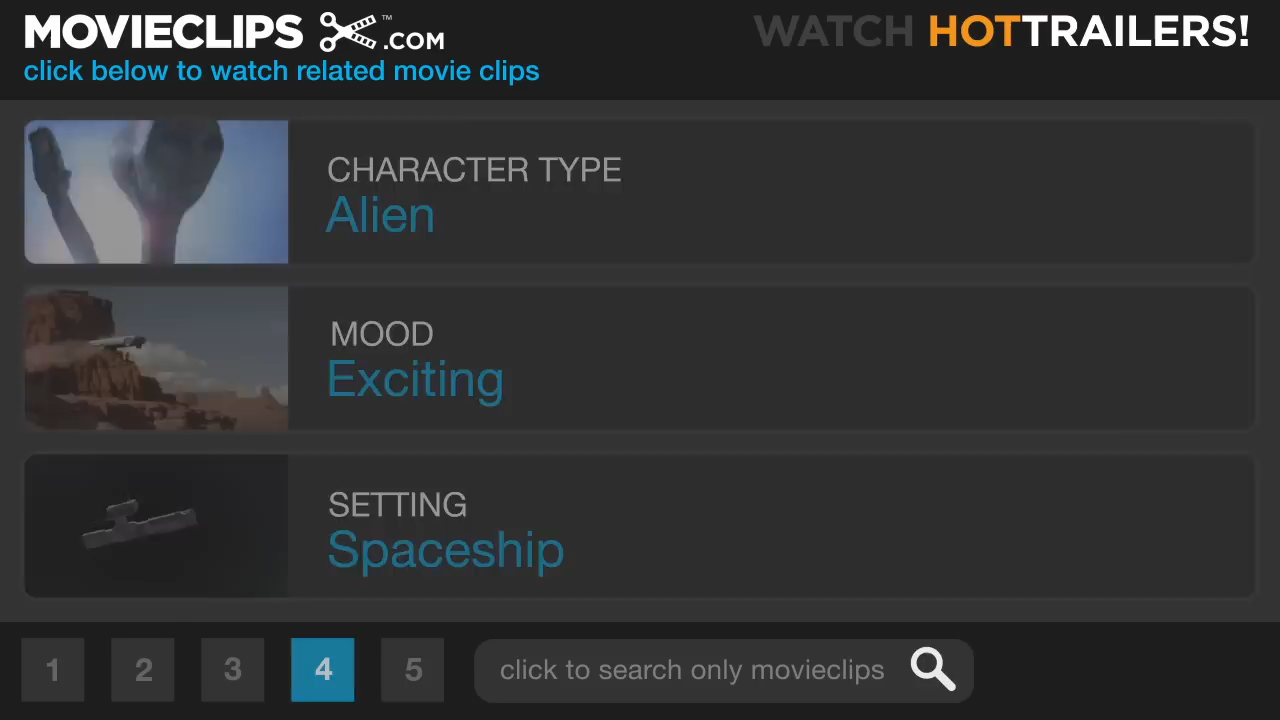 MOVIECLIPS ™ .COM
WATCH HOTTRAILERS!
click below to watch related movie clips
CHARACTER TYPE
Alien
MOOD
Exciting
SETTING
Spaceship
1 2 3 4 5
click to search only movieclips